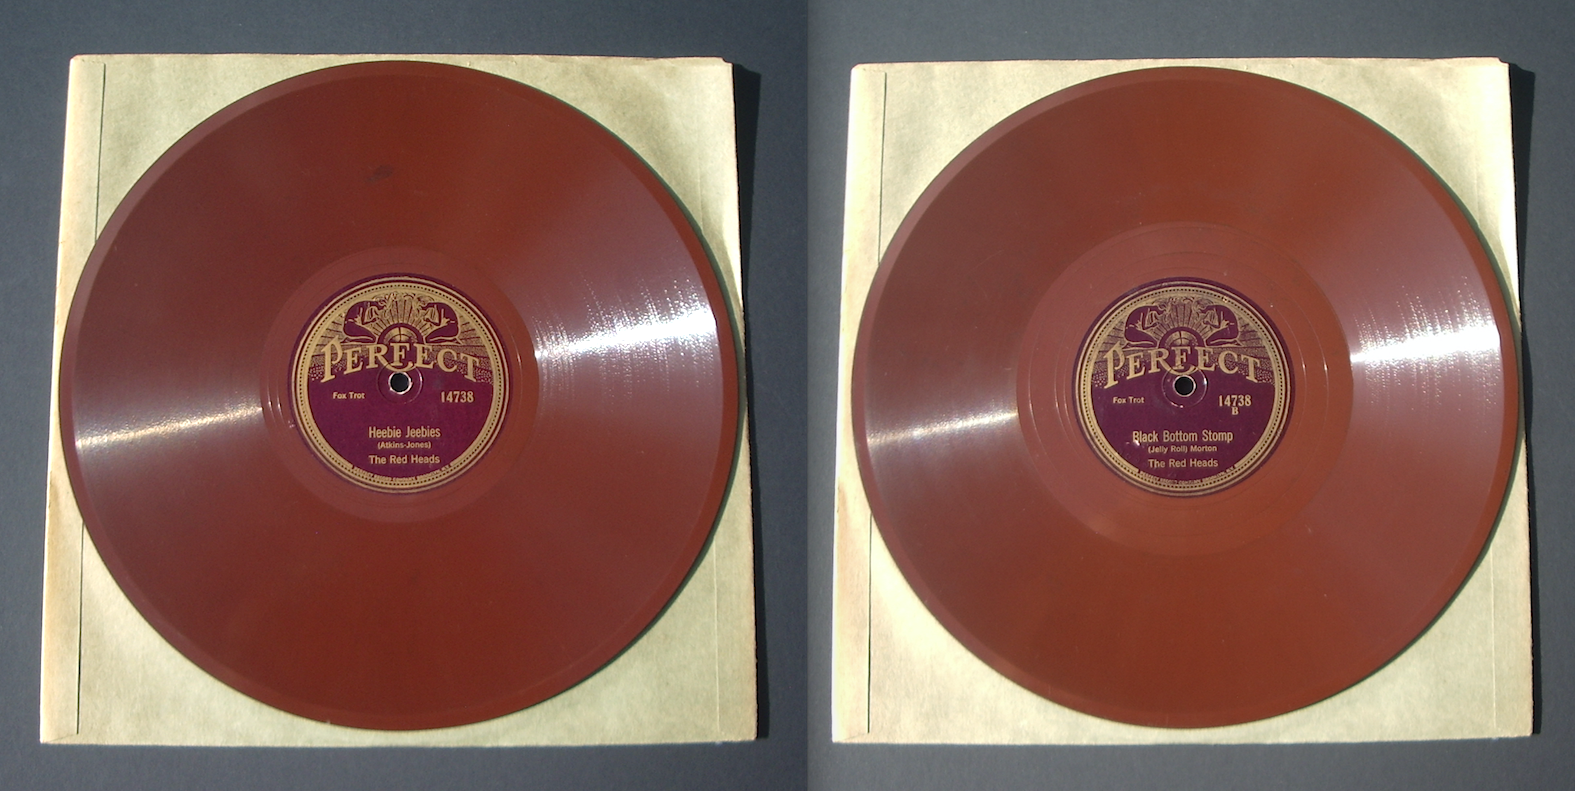 PERFECT
Fox Trot 14738
Heebie Jeebies
(Atkins-Jones)
The Red Heads
PERFECT
Fox Trot 14738
B
Black Bottom Stomp
(Jelly Roll) Morton
The Red Heads